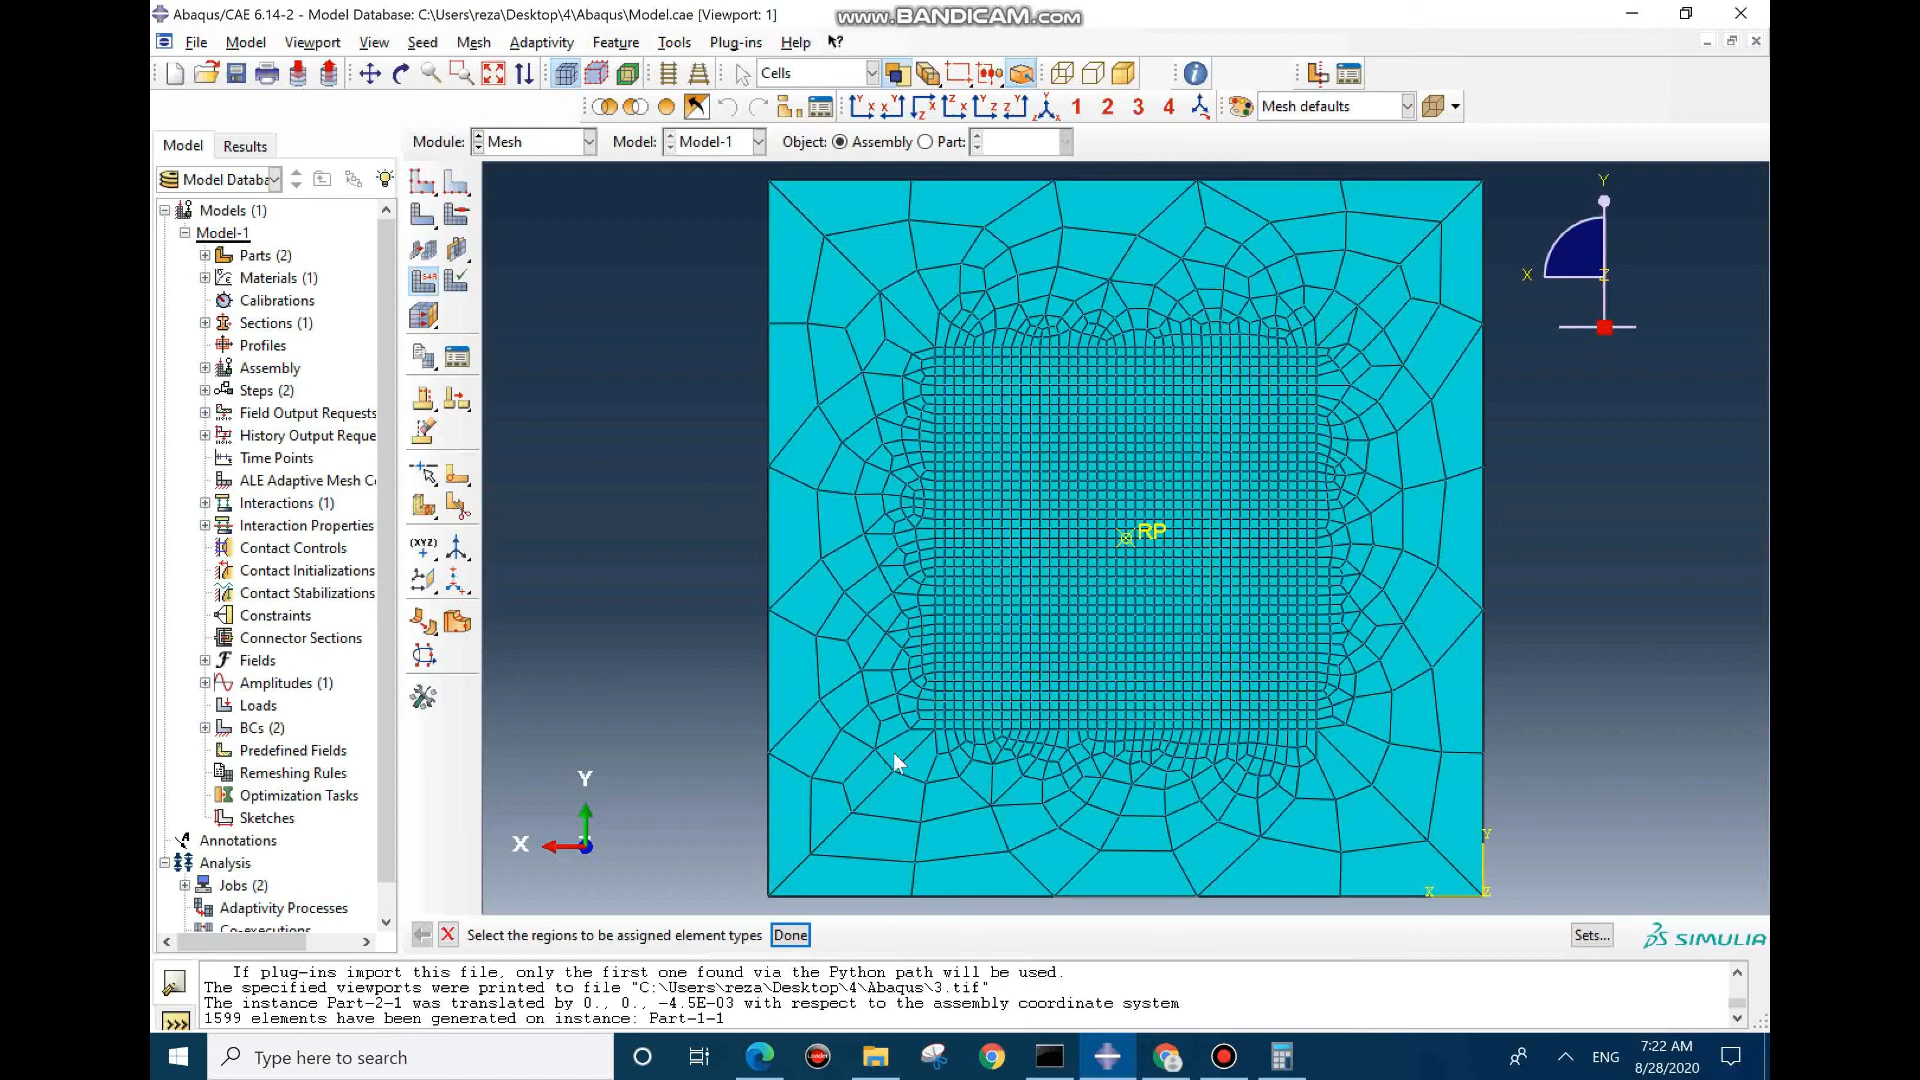 Abaqus/CAE 6.14-2 - Model Database: C:\Users\reza\Desktop\4\Abaqus\Model.cae [Viewport: 1]
www.BANDICAM.com
File Model Viewport View Seed Mesh Adaptivity Feature Tools Plug-ins Help
Cells
1 2 3 4 Mesh defaults
Model Results
Module: Mesh Model: Model-1 Object: Assembly Part:
Model Databa
Models (1)
Model-1
Parts (2)
Materials (1)
Calibrations
Sections (1)
Profiles
Assembly
Steps (2)
Field Output Requests
History Output Reque
Time Points
ALE Adaptive Mesh C
Interactions (1)
Interaction Properties
Contact Controls
Contact Initializations
Contact Stabilizations
Constraints
Connector Sections
Fields
Amplitudes (1)
Loads
BCs (2)
Predefined Fields
Remeshing Rules
Optimization Tasks
Sketches
Annotations
Analysis
Jobs (2)
Adaptivity Processes
Co-executions
(XYZ)
RP
Y
X Z
Y
X
Y
X Z
Select the regions to be assigned element types Done
Sets...
SIMULIA
If plug-ins import this file, only the first one found via the Python path will be used.
The specified viewports were printed to file "C:\Users\reza\Desktop\4\Abaqus\3.tif"
The instance Part-2-1 was translated by 0., 0., -4.5E-03 with respect to the assembly coordinate system
1599 elements have been generated on instance: Part-1-1
Type here to search
ENG
7:22 AM
8/28/2020